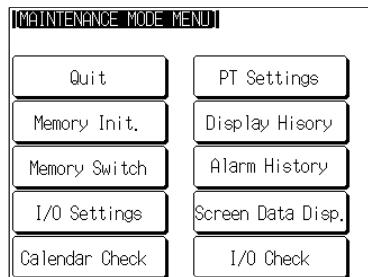 [MAINTENANCE MODE MENU]
Quit
PT Settings
Memory Init.
Display Hisory
Memory Switch
Alarm History
I/O Settings
Screen Data Disp.
Calendar Check
I/O Check